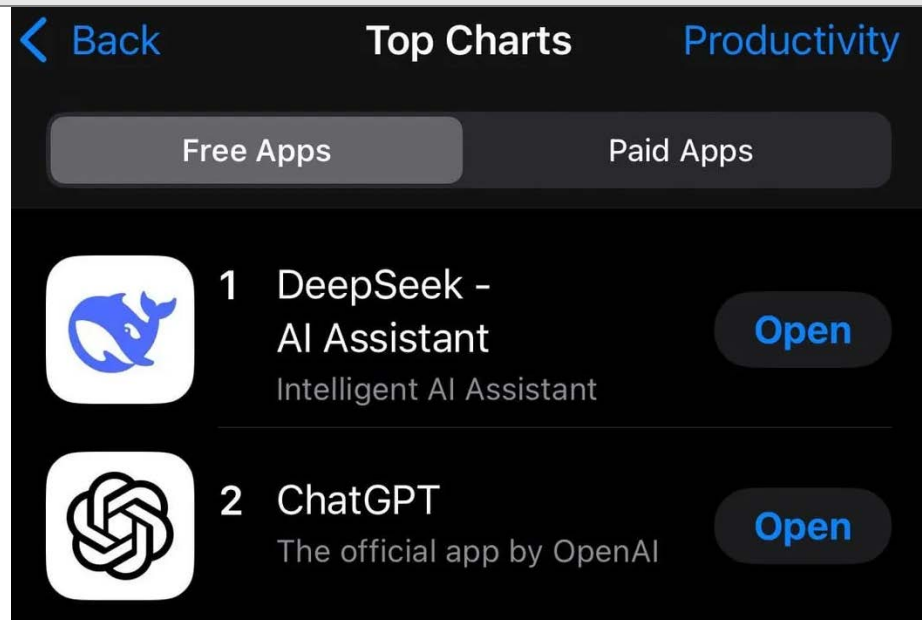 Back Top Charts Productivity
Free Apps Paid Apps
1 DeepSeek -
AI Assistant
Intelligent AI Assistant
Open
2 ChatGPT
The official app by OpenAI
Open